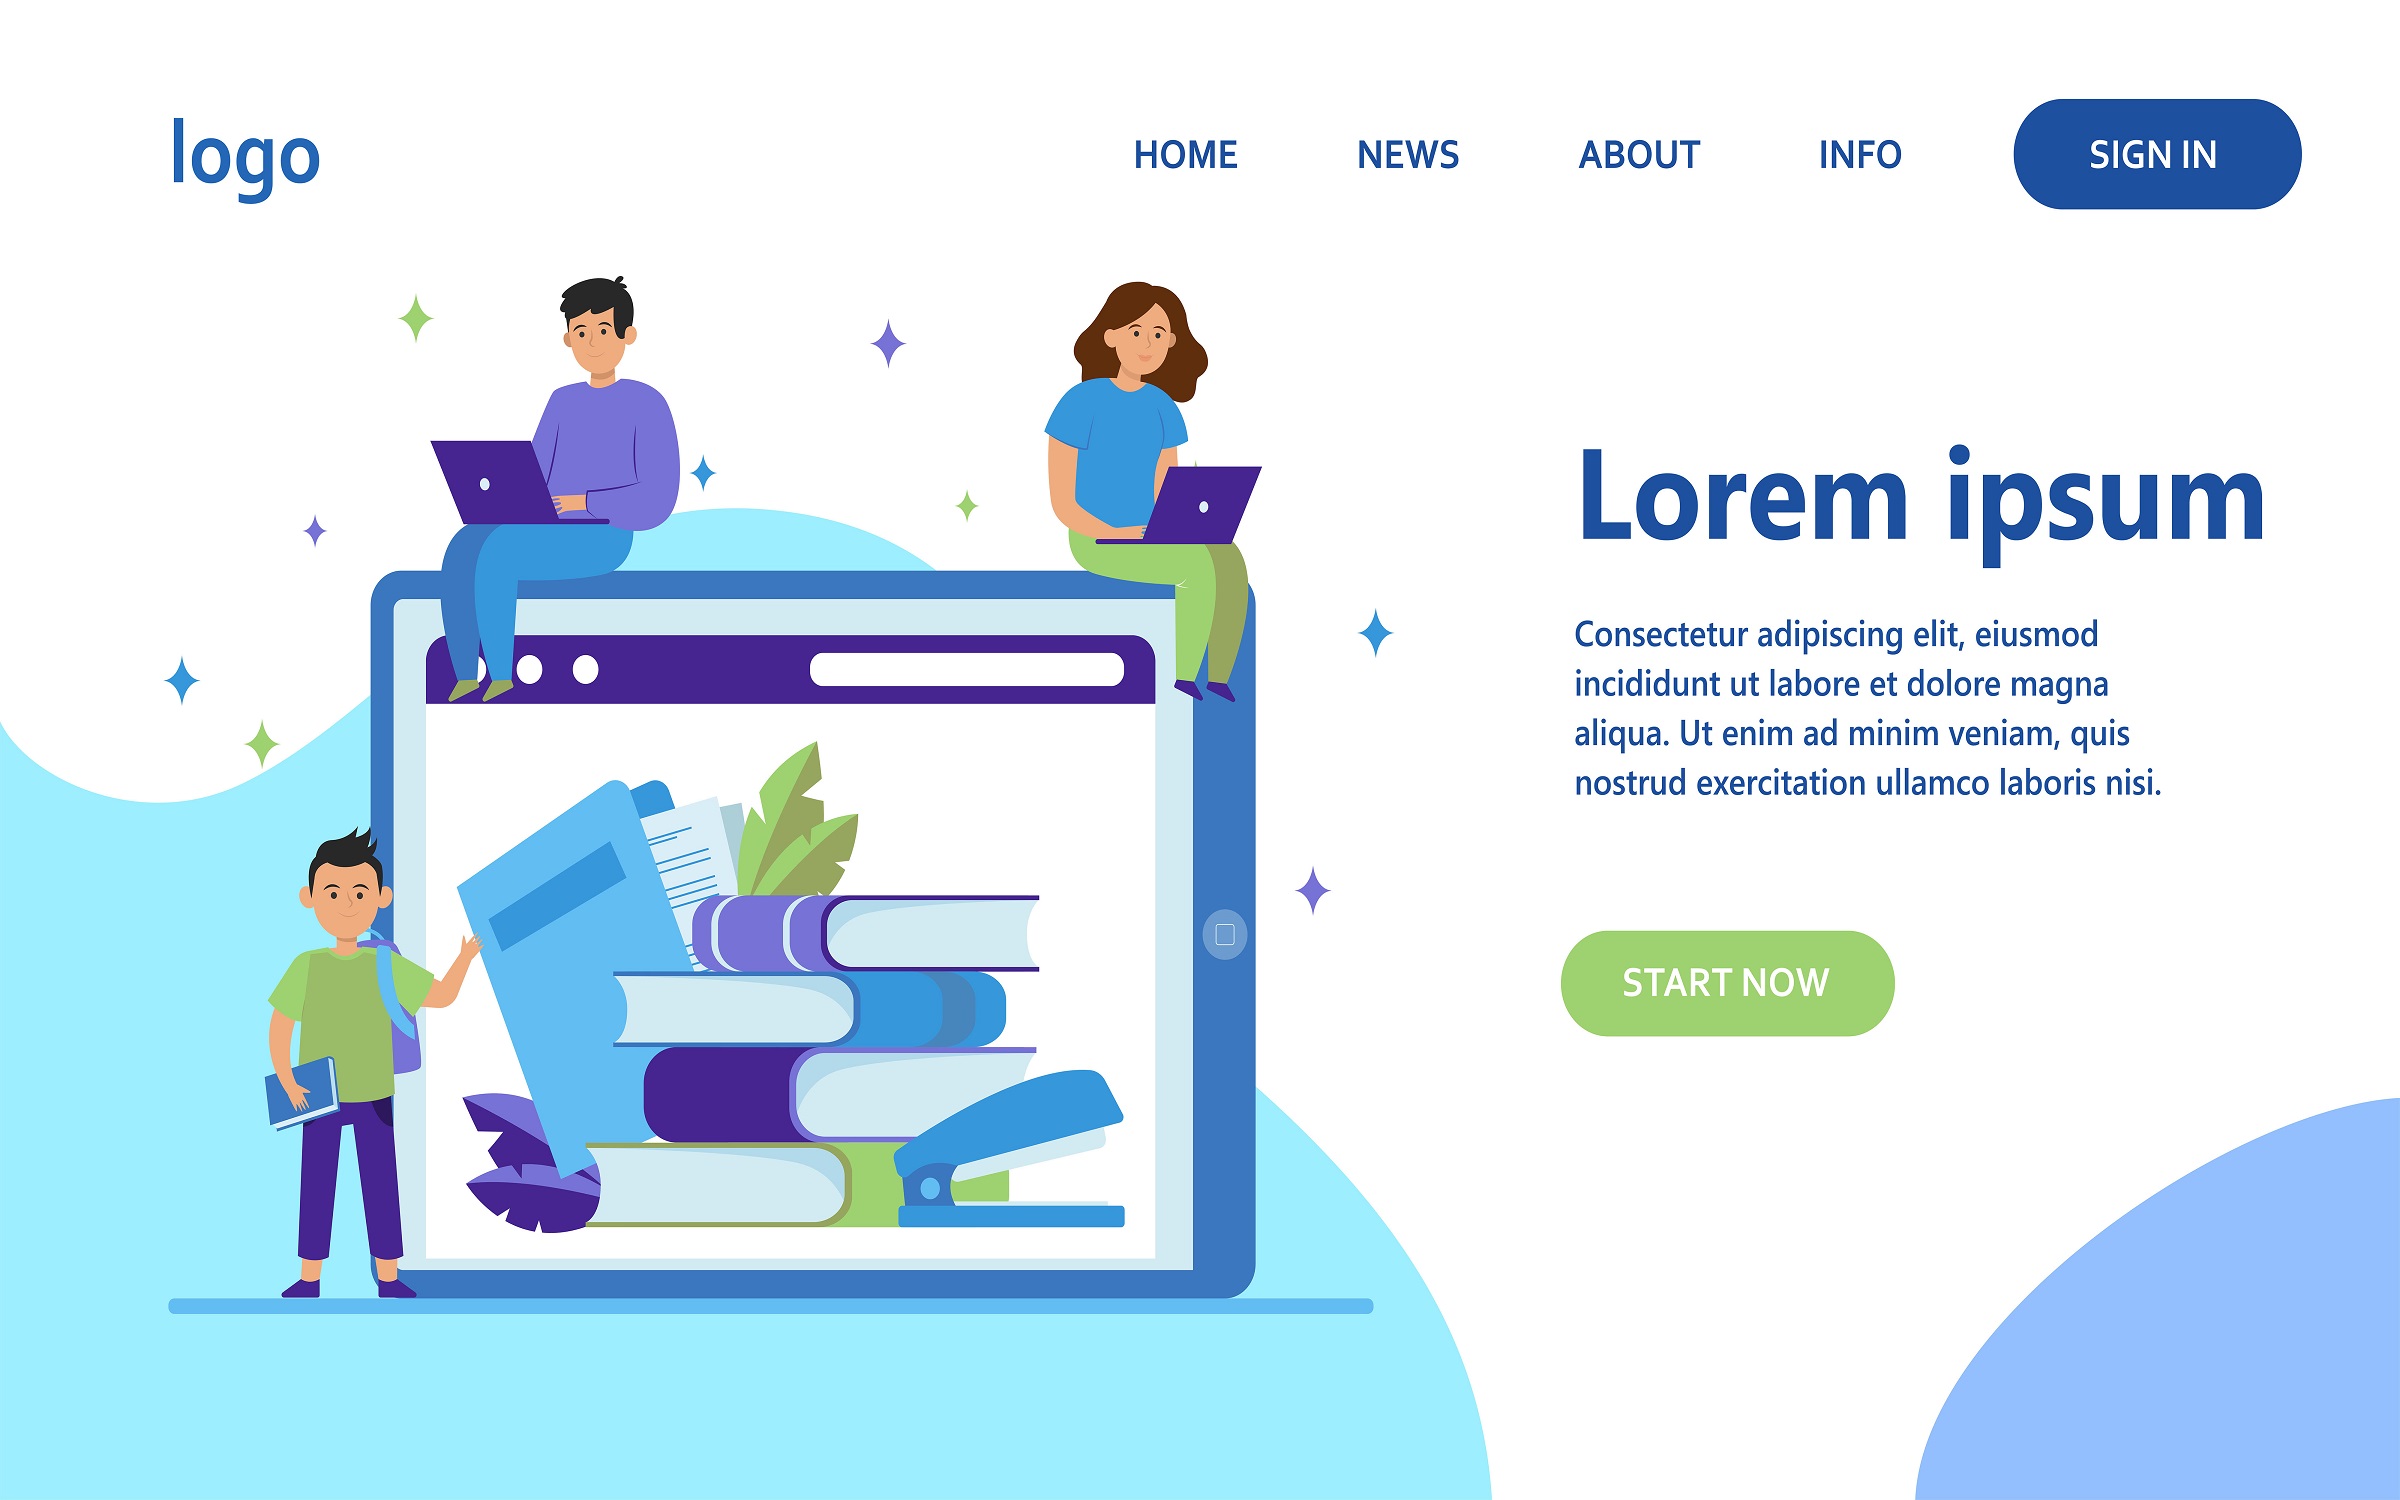 logo
HOME
NEWS
ABOUT
INFO
SIGN IN
Lorem ipsum
Consectetur adipiscing elit, eiusmod
incididunt ut labore et dolore magna
aliqua. Ut enim ad minim veniam, quis
nostrud exercitation ullamco laboris nisi.
START NOW